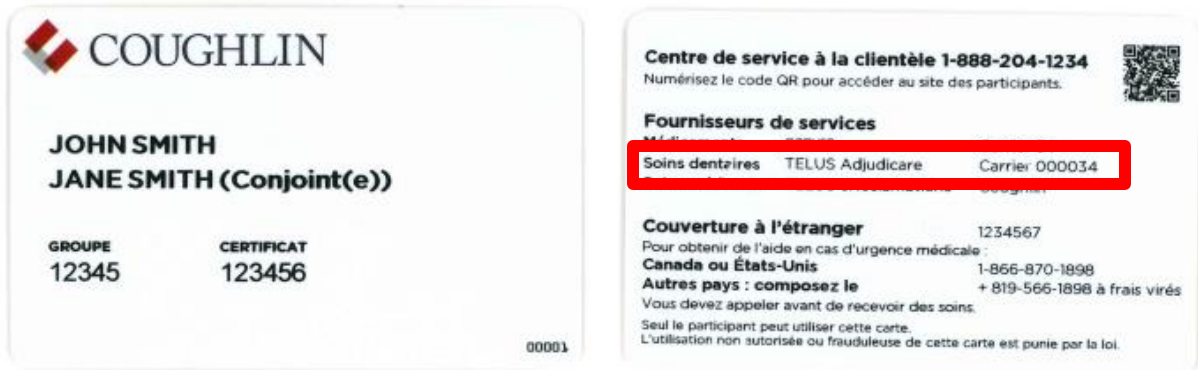 COUGHLIN
JOHN SMITH
JANE SMITH (Conjoint(e))
GROUPE CERTIFICAT
12345 123456
00001
Centre de service à la clientèle 1-888-204-1234
Numérisez le code QR pour accéder au site des participants.
Fournisseurs de services
Soins dentaires TELUS Adjudicare Carrier 000034
Couverture à l'étranger 1234567
Pour obtenir de l'aide en cas d'urgence médicale :
Canada ou États-Unis 1-866-870-1898
Autres pays : composez le + 819-566-1898 à frais virés
Vous devez appeler avant de recevoir des soins.
Seul le participant peut utiliser cette carte.
L'utilisation non autorisée ou frauduleuse de cette carte est punie par la loi.